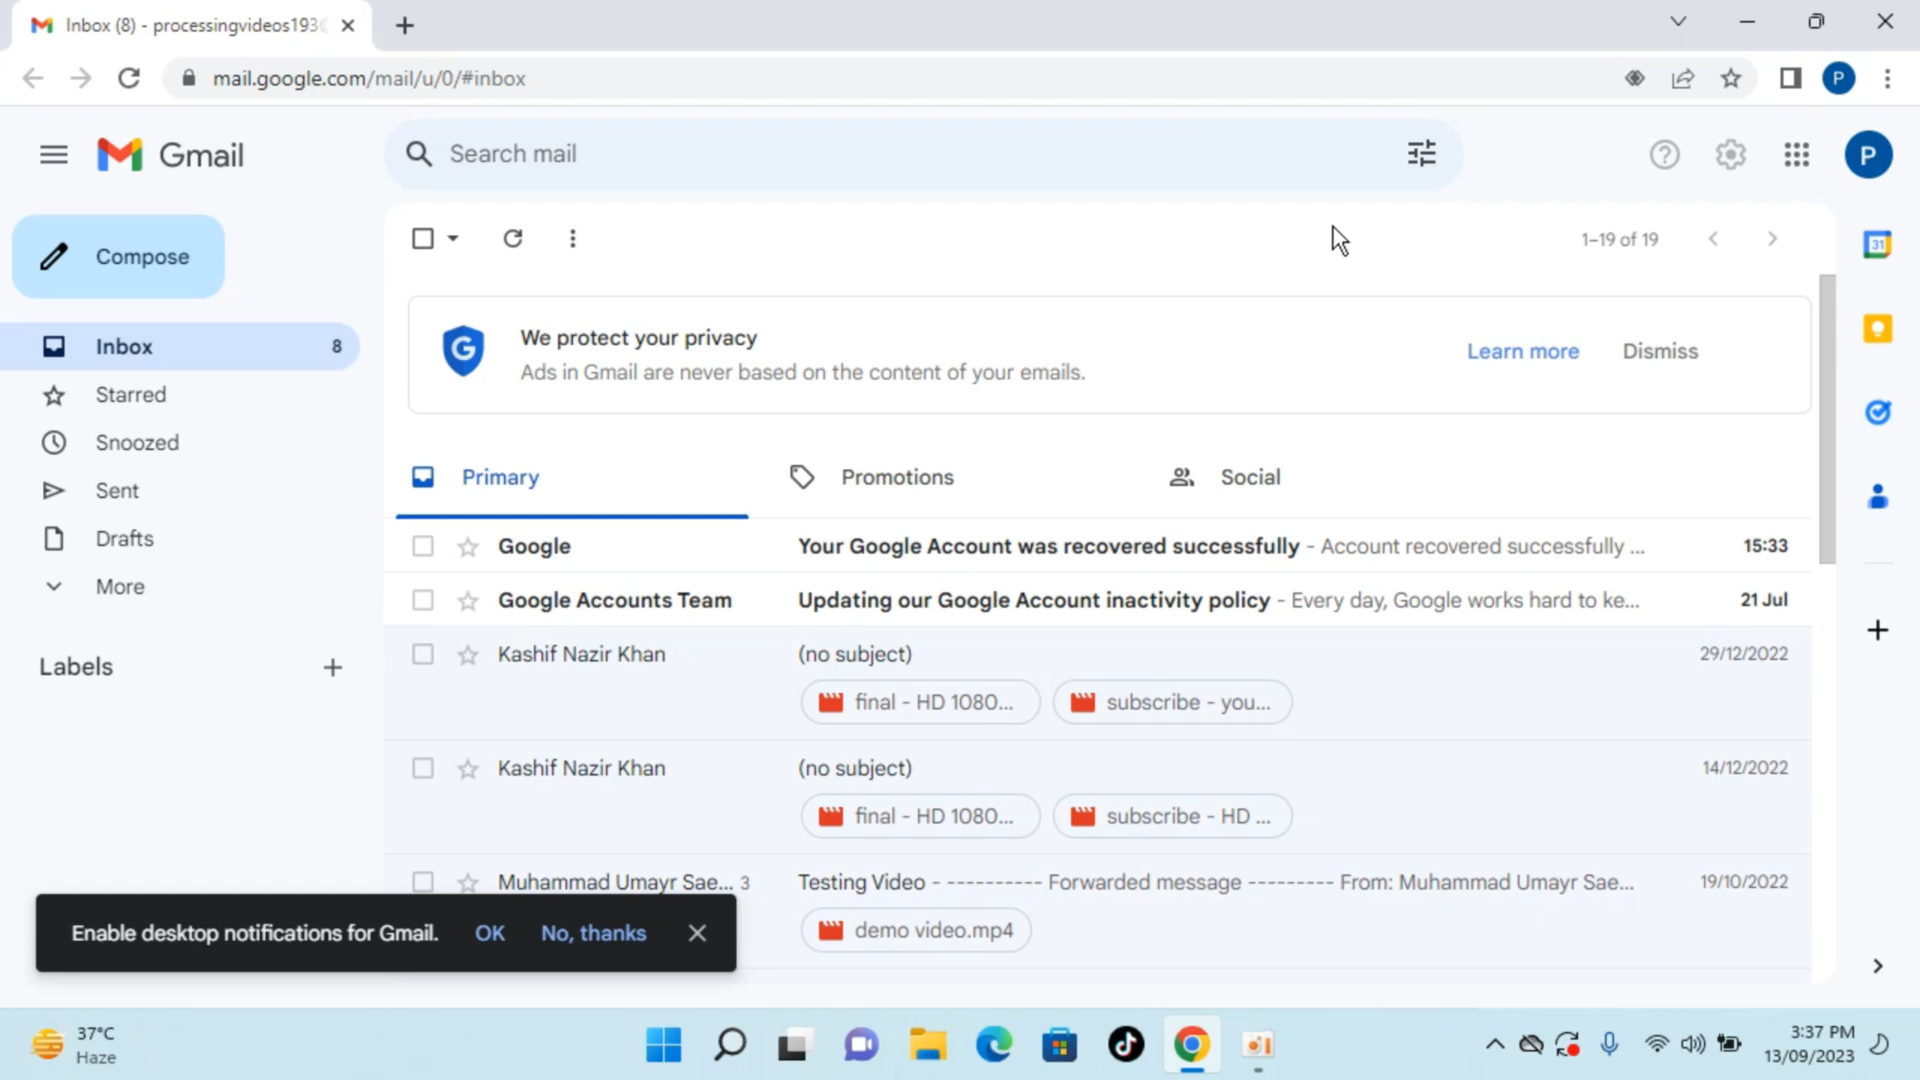 Inbox (8) - processingvideos193@
mail.google.com/mail/u/0/#inbox
P
Gmail
Search mail
P
Compose
1–19 of 19
31
We protect your privacy
Ads in Gmail are never based on the content of your emails.
Learn more
Dismiss
Inbox 8
Starred
Snoozed
Sent
Drafts
More
Labels
Primary
Promotions
Social
Google Your Google Account was recovered successfully - Account recovered successfully ... 15:33
Google Accounts Team Updating our Google Account inactivity policy - Every day, Google works hard to ke... 21 Jul
Kashif Nazir Khan (no subject) 29/12/2022
final - HD 1080... subscribe - you...
Kashif Nazir Khan (no subject) 14/12/2022
final - HD 1080... subscribe - HD ...
Muhammad Umayr Sae... 3 Testing Video - ---------- Forwarded message --------- From: Muhammad Umayr Sae... 19/10/2022
demo video.mp4
Enable desktop notifications for Gmail. OK No, thanks
37°C
Haze
3:37 PM
13/09/2023